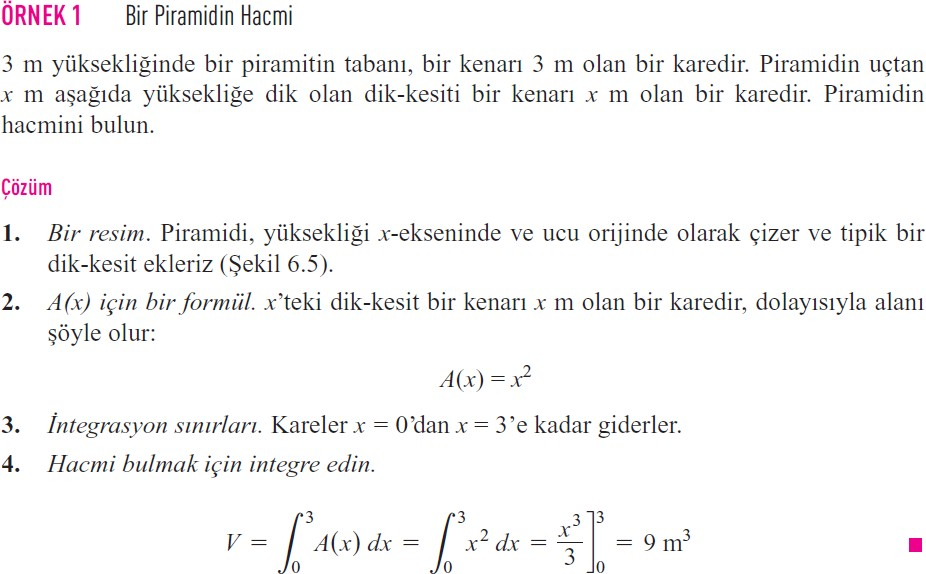 ÖRNEK 1 Bir Piramidin Hacmi
3 m yüksekliğinde bir piramitin tabanı, bir kenarı 3 m olan bir karedir. Piramidin uçtan
x m aşağıda yüksekliğe dik olan dik-kesiti bir kenarı x m olan bir karedir. Piramidin
hacmini bulun.
Çözüm
1. Bir resim. Piramidi, yüksekliği x-ekseninde ve ucu orijinde olarak çizer ve tipik bir
dik-kesit ekleriz (Şekil 6.5).
2. A(x) için bir formül. x’teki dik-kesit bir kenarı x m olan bir karedir, dolayısıyla alanı
şöyle olur:
A(x) = x²
3. İntegrasyon sınırları. Kareler x = 0’dan x = 3’e kadar giderler.
4. Hacmi bulmak için integre edin.
V = ∫₀³ A(x) dx = ∫₀³ x² dx = x³/3 ]₀³ = 9 m³